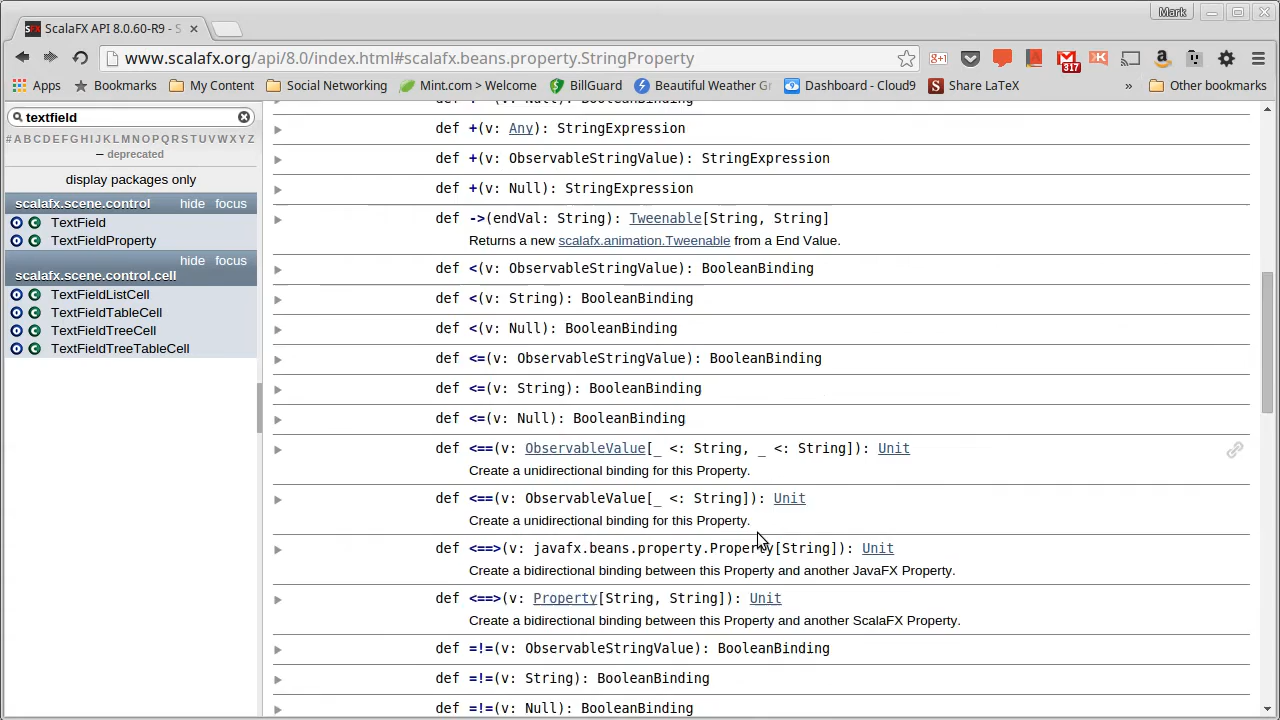 Mark
SFX ScalaFX API 8.0.60-R9 - S
www.scalafx.org/api/8.0/index.html#scalafx.beans.property.StringProperty
317
Apps Bookmarks My Content Social Networking Mint.com > Welcome BillGuard Beautiful Weather Gr Dashboard - Cloud9 Share LaTeX » Other bookmarks
textfield
# A B C D E F G H I J K L M N O P Q R S T U V W X Y Z
– deprecated
display packages only
scalafx.scene.control hide focus
TextField
TextFieldProperty
hide focus
scalafx.scene.control.cell
TextFieldListCell
TextFieldTableCell
TextFieldTreeCell
TextFieldTreeTableCell
def +(v: Any): StringExpression
def +(v: ObservableStringValue): StringExpression
def +(v: Null): StringExpression
def ->(endVal: String): Tweenable[String, String]
Returns a new scalafx.animation.Tweenable from a End Value.
def <(v: ObservableStringValue): BooleanBinding
def <(v: String): BooleanBinding
def <(v: Null): BooleanBinding
def <=(v: ObservableStringValue): BooleanBinding
def <=(v: String): BooleanBinding
def <=(v: Null): BooleanBinding
def <==(v: ObservableValue[_ <: String, _ <: String]): Unit
Create a unidirectional binding for this Property.
def <==(v: ObservableValue[_ <: String]): Unit
Create a unidirectional binding for this Property.
def <==>(v: javafx.beans.property.Property[String]): Unit
Create a bidirectional binding between this Property and another JavaFX Property.
def <==>(v: Property[String, String]): Unit
Create a bidirectional binding between this Property and another ScalaFX Property.
def =!=(v: ObservableStringValue): BooleanBinding
def =!=(v: String): BooleanBinding
def =!=(v: Null): BooleanBinding